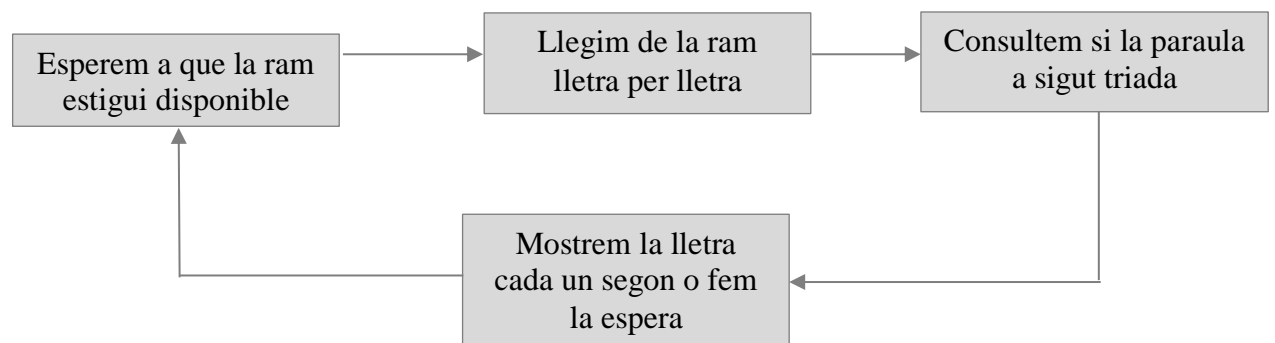 Esperem a que la ram
estigui disponible
Llegim de la ram
lletra per lletra
Consultem si la paraula
a sigut triada
Mostrem la lletra
cada un segon o fem
la espera